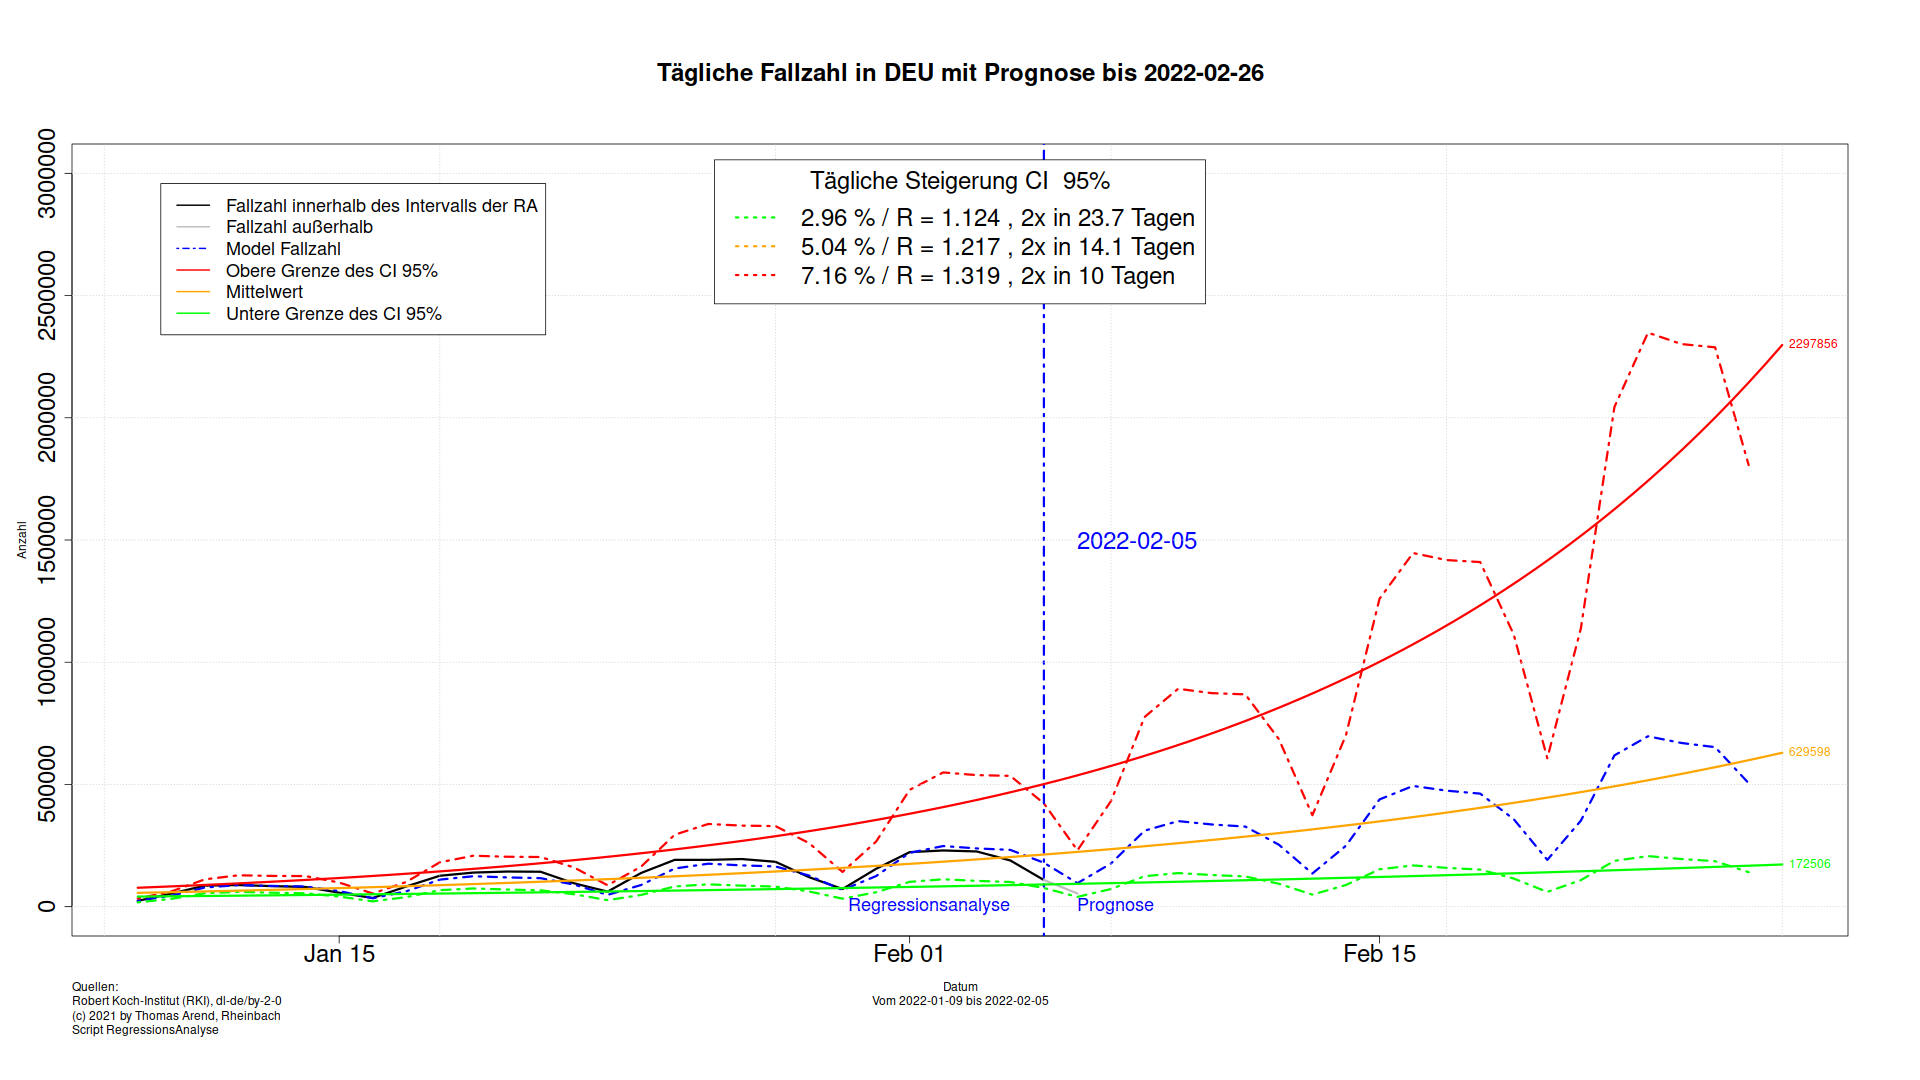 Tägliche Fallzahl in DEU mit Prognose bis 2022-02-26
Anzahl
3000000
2500000
2000000
1500000
1000000
500000
0
Fallzahl innerhalb des Intervalls der RA
Fallzahl außerhalb
Model Fallzahl
Obere Grenze des CI 95%
Mittelwert
Untere Grenze des CI 95%
Tägliche Steigerung CI 95%
2.96 % / R = 1.124 , 2x in 23.7 Tagen
5.04 % / R = 1.217 , 2x in 14.1 Tagen
7.16 % / R = 1.319 , 2x in 10 Tagen
2297856
2022-02-05
629598
172506
Regressionsanalyse
Prognose
Jan 15
Feb 01
Feb 15
Quellen:
Robert Koch-Institut (RKI), dl-de/by-2-0
(c) 2021 by Thomas Arend, Rheinbach
Script RegressionsAnalyse
Datum
Vom 2022-01-09 bis 2022-02-05